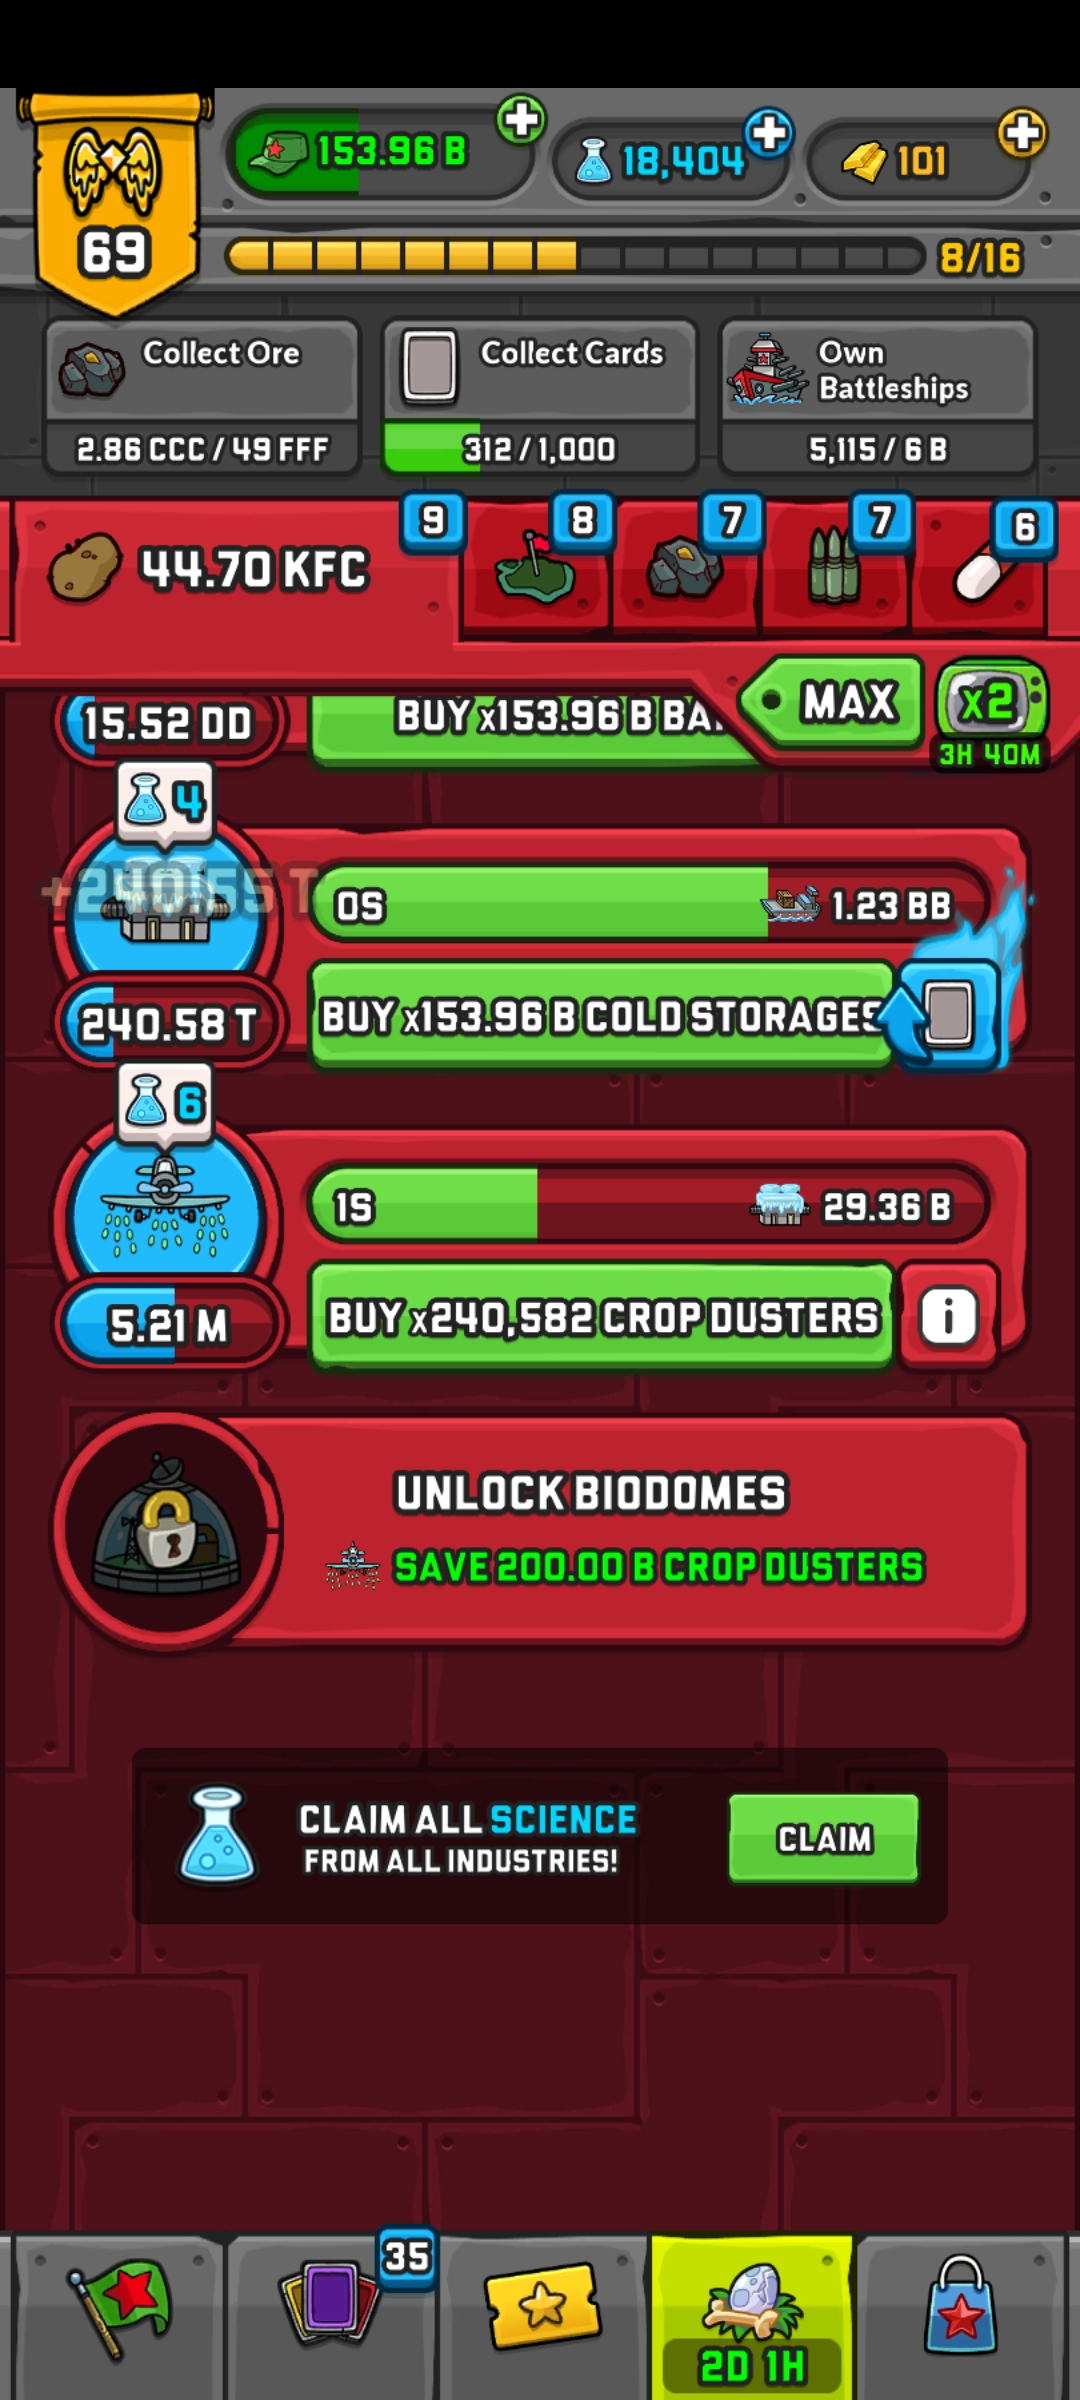 153.96 B
18,404
101
69
8/16
Collect Ore
2.86 CCC / 49 FFF
Collect Cards
312 / 1,000
Own
Battleships
5,115 / 6 B
44.70 KFC
9
8
7
7
6
MAX
x2
3H 40M
15.52 DD
BUY x153.96 B BA
4
+240.55 T
0S
1.23 BB
240.58 T
BUY x153.96 B COLD STORAGES
6
1S
29.36 B
5.21 M
BUY x240,582 CROP DUSTERS
i
UNLOCK BIODOMES
SAVE 200.00 B CROP DUSTERS
CLAIM ALL SCIENCE
FROM ALL INDUSTRIES!
CLAIM
35
2D 1H